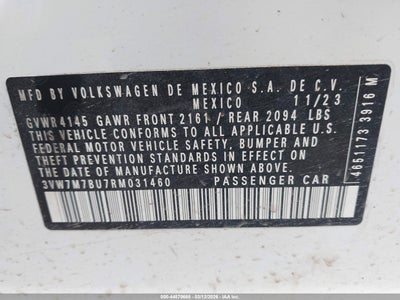 MFD BY VOLKSWAGEN DE MEXICO S.A. DE C.V.
MEXICO 11/23
GVWR4145 GAWR FRONT 2161/ REAR 2094 LBS
THIS VEHICLE CONFORMS TO ALL APPLICABLE U.S.
FEDERAL MOTOR VEHICLE SAFETY, BUMPER AND
THEFT PREVENTION STANDARDS IN EFFECT ON THE
DATE OF MANUFACTURE SHOWN ABOVE.
3VW7M7BU7RM031460 PASSENGER CAR
4651173 3916 M